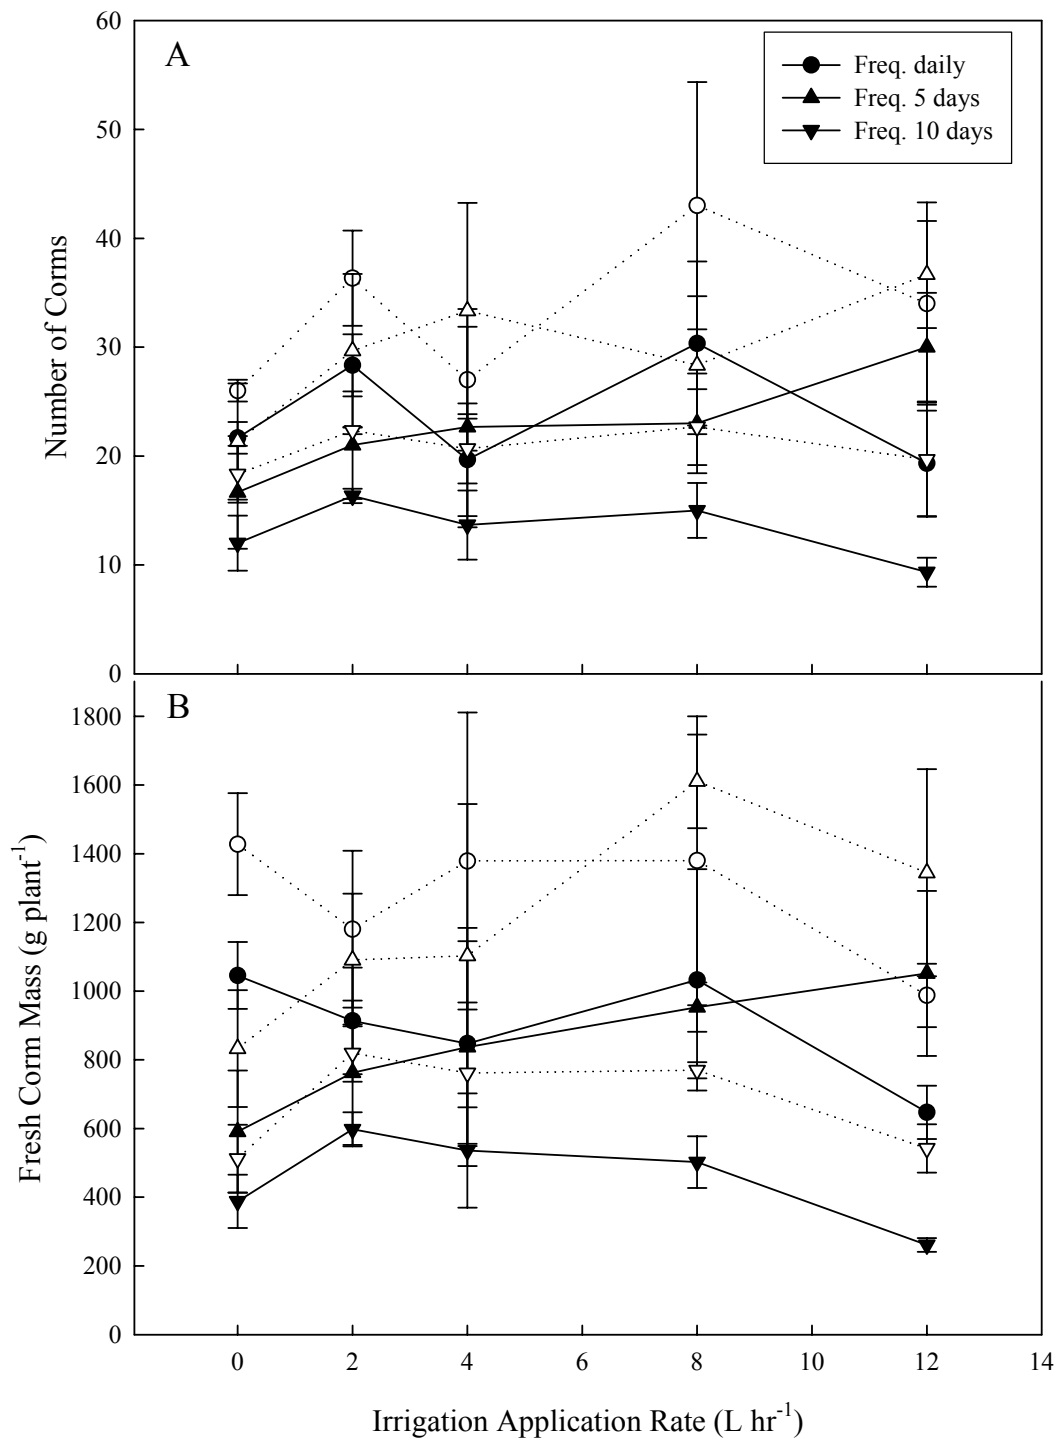 A
60
50
40
30
20
10
0
Number of Corms
Freq. daily
Freq. 5 days
Freq. 10 days
B
1800
1600
1400
1200
1000
800
600
400
200
0
Fresh Corm Mass (g plant⁻¹)
0 2 4 6 8 10 12 14
Irrigation Application Rate (L hr⁻¹)